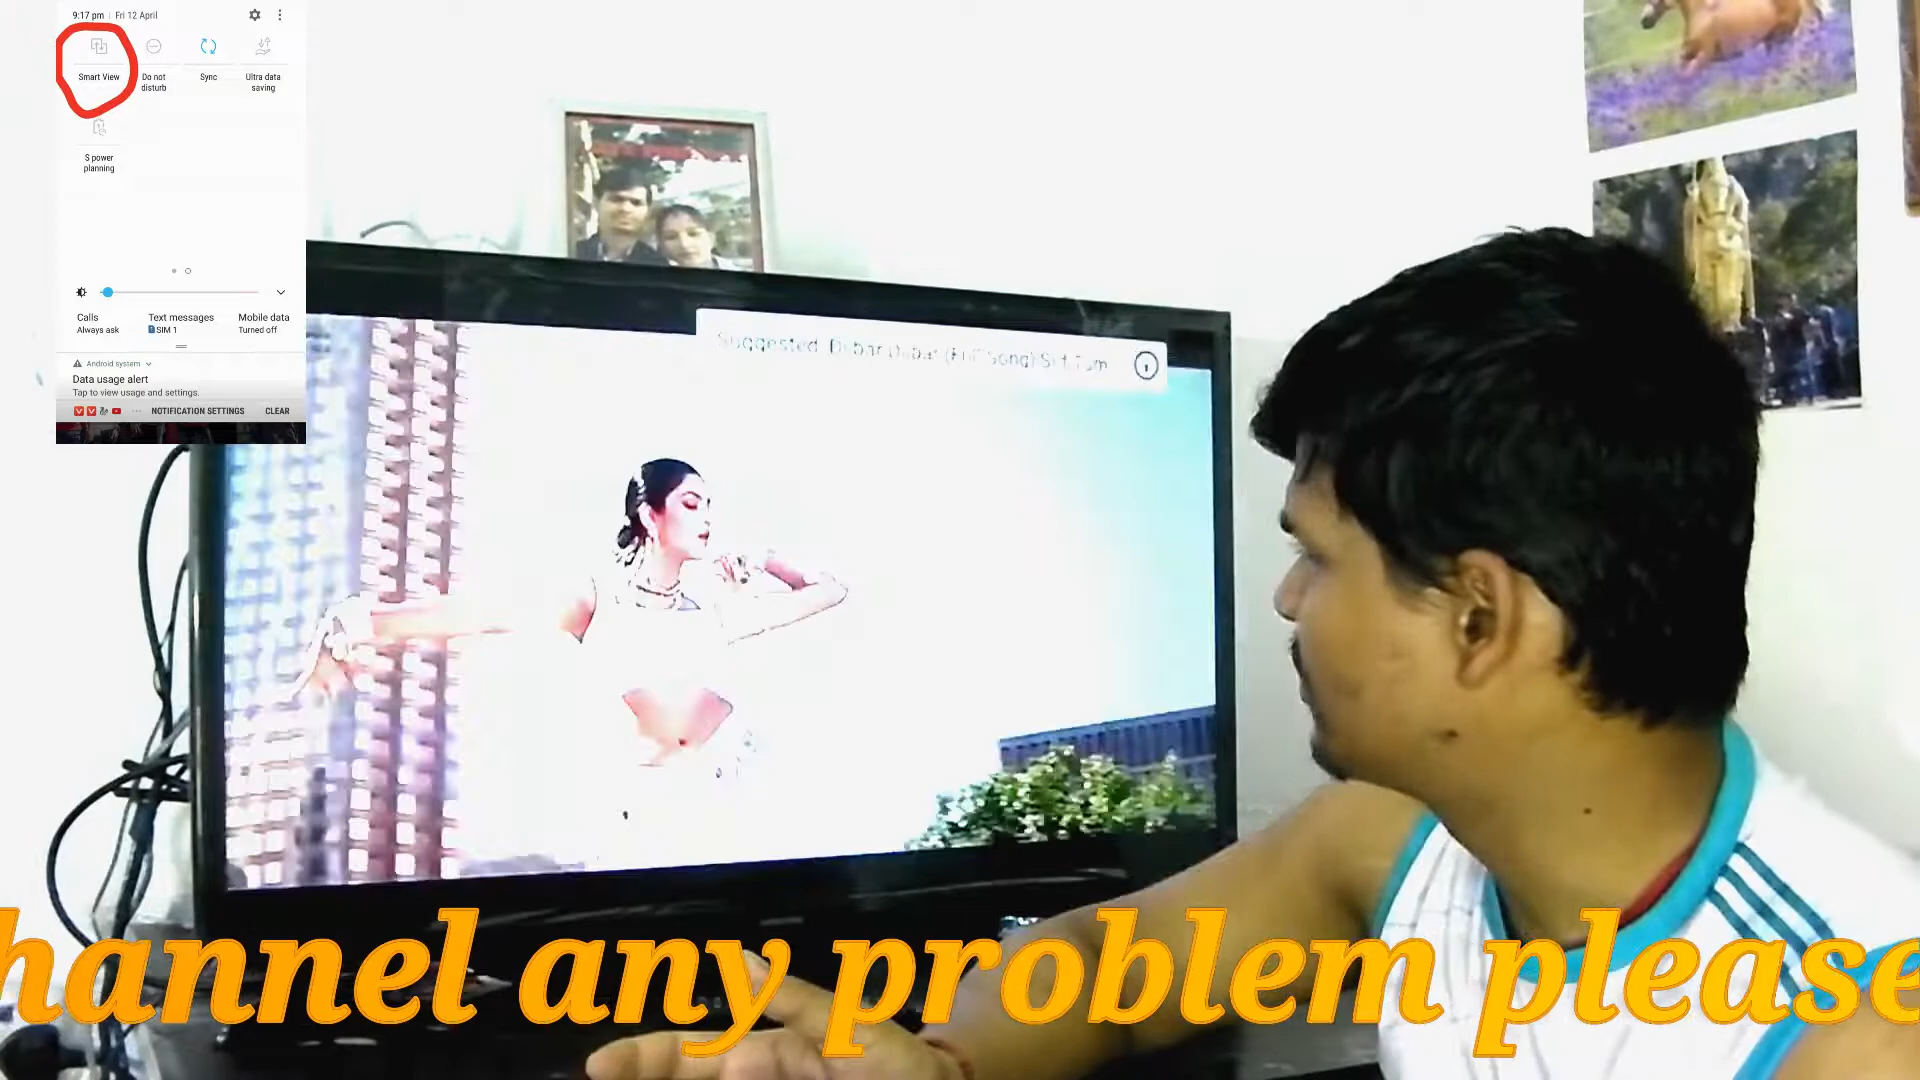 9:17 pm | Fri 12 April
Smart View
Do not disturb
Sync
Ultra data saving
S power planning
Calls
Always ask
Text messages
SIM 1
Mobile data
Turned off
Android system
Data usage alert
Tap to view usage and settings.
NOTIFICATION SETTINGS
CLEAR
Suggested:
hannel any problem please